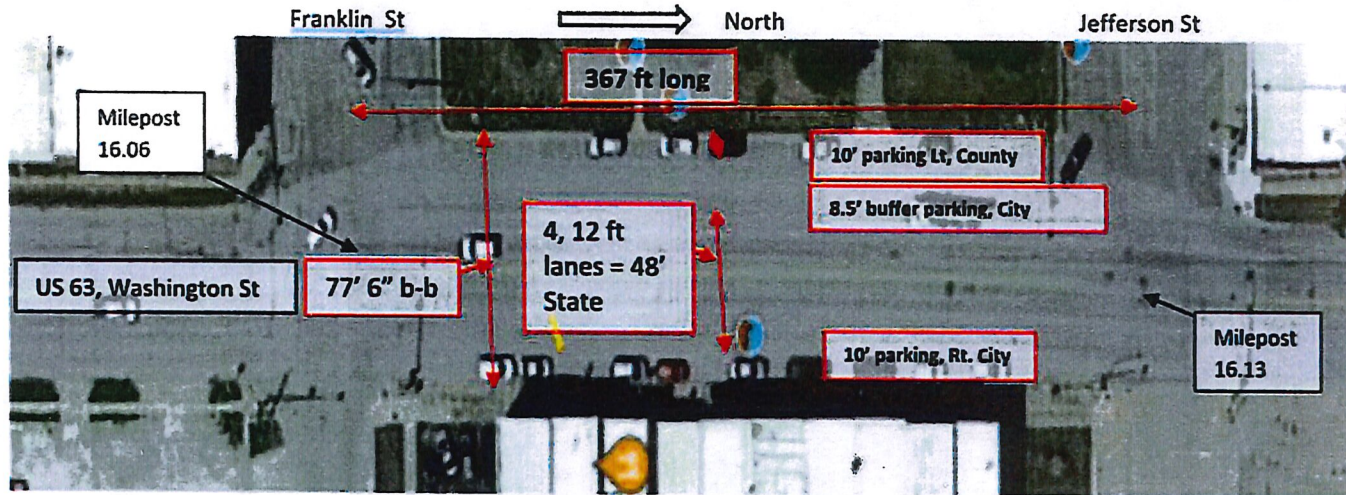 Franklin St
North
Jefferson St
367 ft long
Milepost
16.06
10' parking Lt, County
8.5' buffer parking, City
4, 12 ft
lanes = 48'
State
US 63, Washington St
77' 6" b-b
10' parking, Rt. City
Milepost
16.13